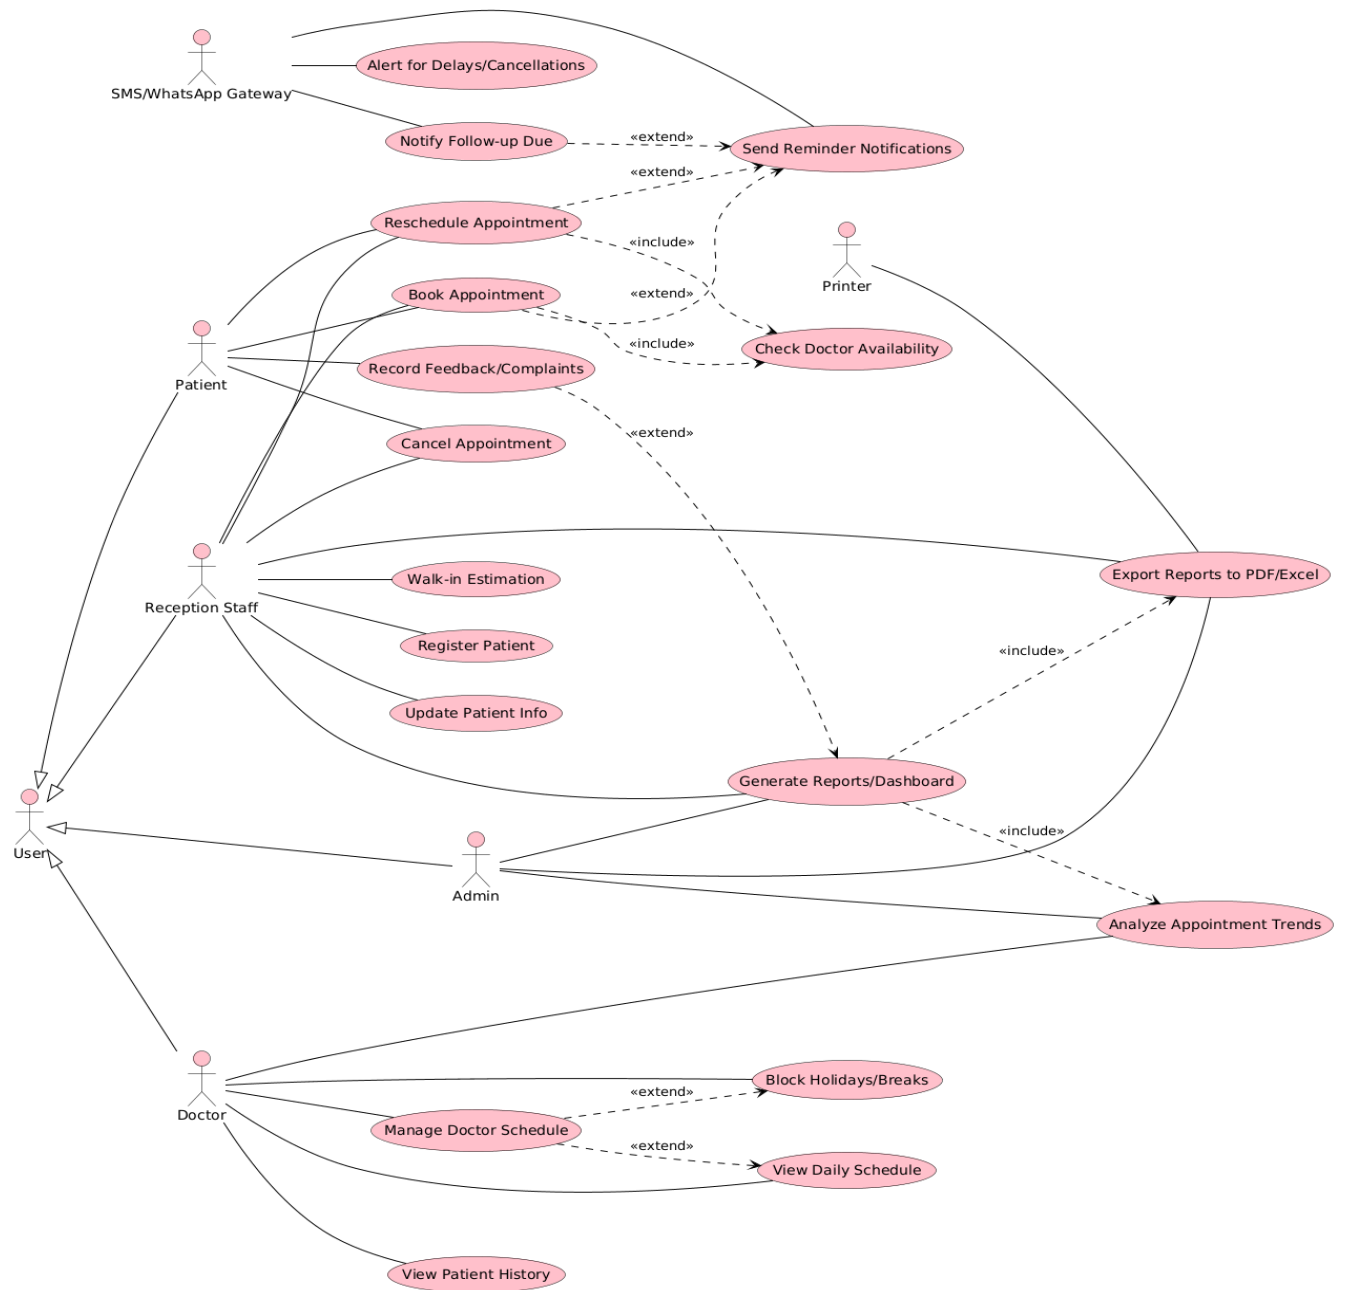 SMS/WhatsApp Gateway
Alert for Delays/Cancellations
Notify Follow-up Due
«extend»
Send Reminder Notifications
«extend»
Reschedule Appointment
«include»
Printer
Book Appointment
«extend»
«include»
Check Doctor Availability
Patient
Record Feedback/Complaints
«extend»
Cancel Appointment
Export Reports to PDF/Excel
Walk-in Estimation
Reception Staff
Register Patient
«include»
Update Patient Info
Generate Reports/Dashboard
«include»
User
Admin
Analyze Appointment Trends
Block Holidays/Breaks
«extend»
Doctor
Manage Doctor Schedule
«extend»
View Daily Schedule
View Patient History